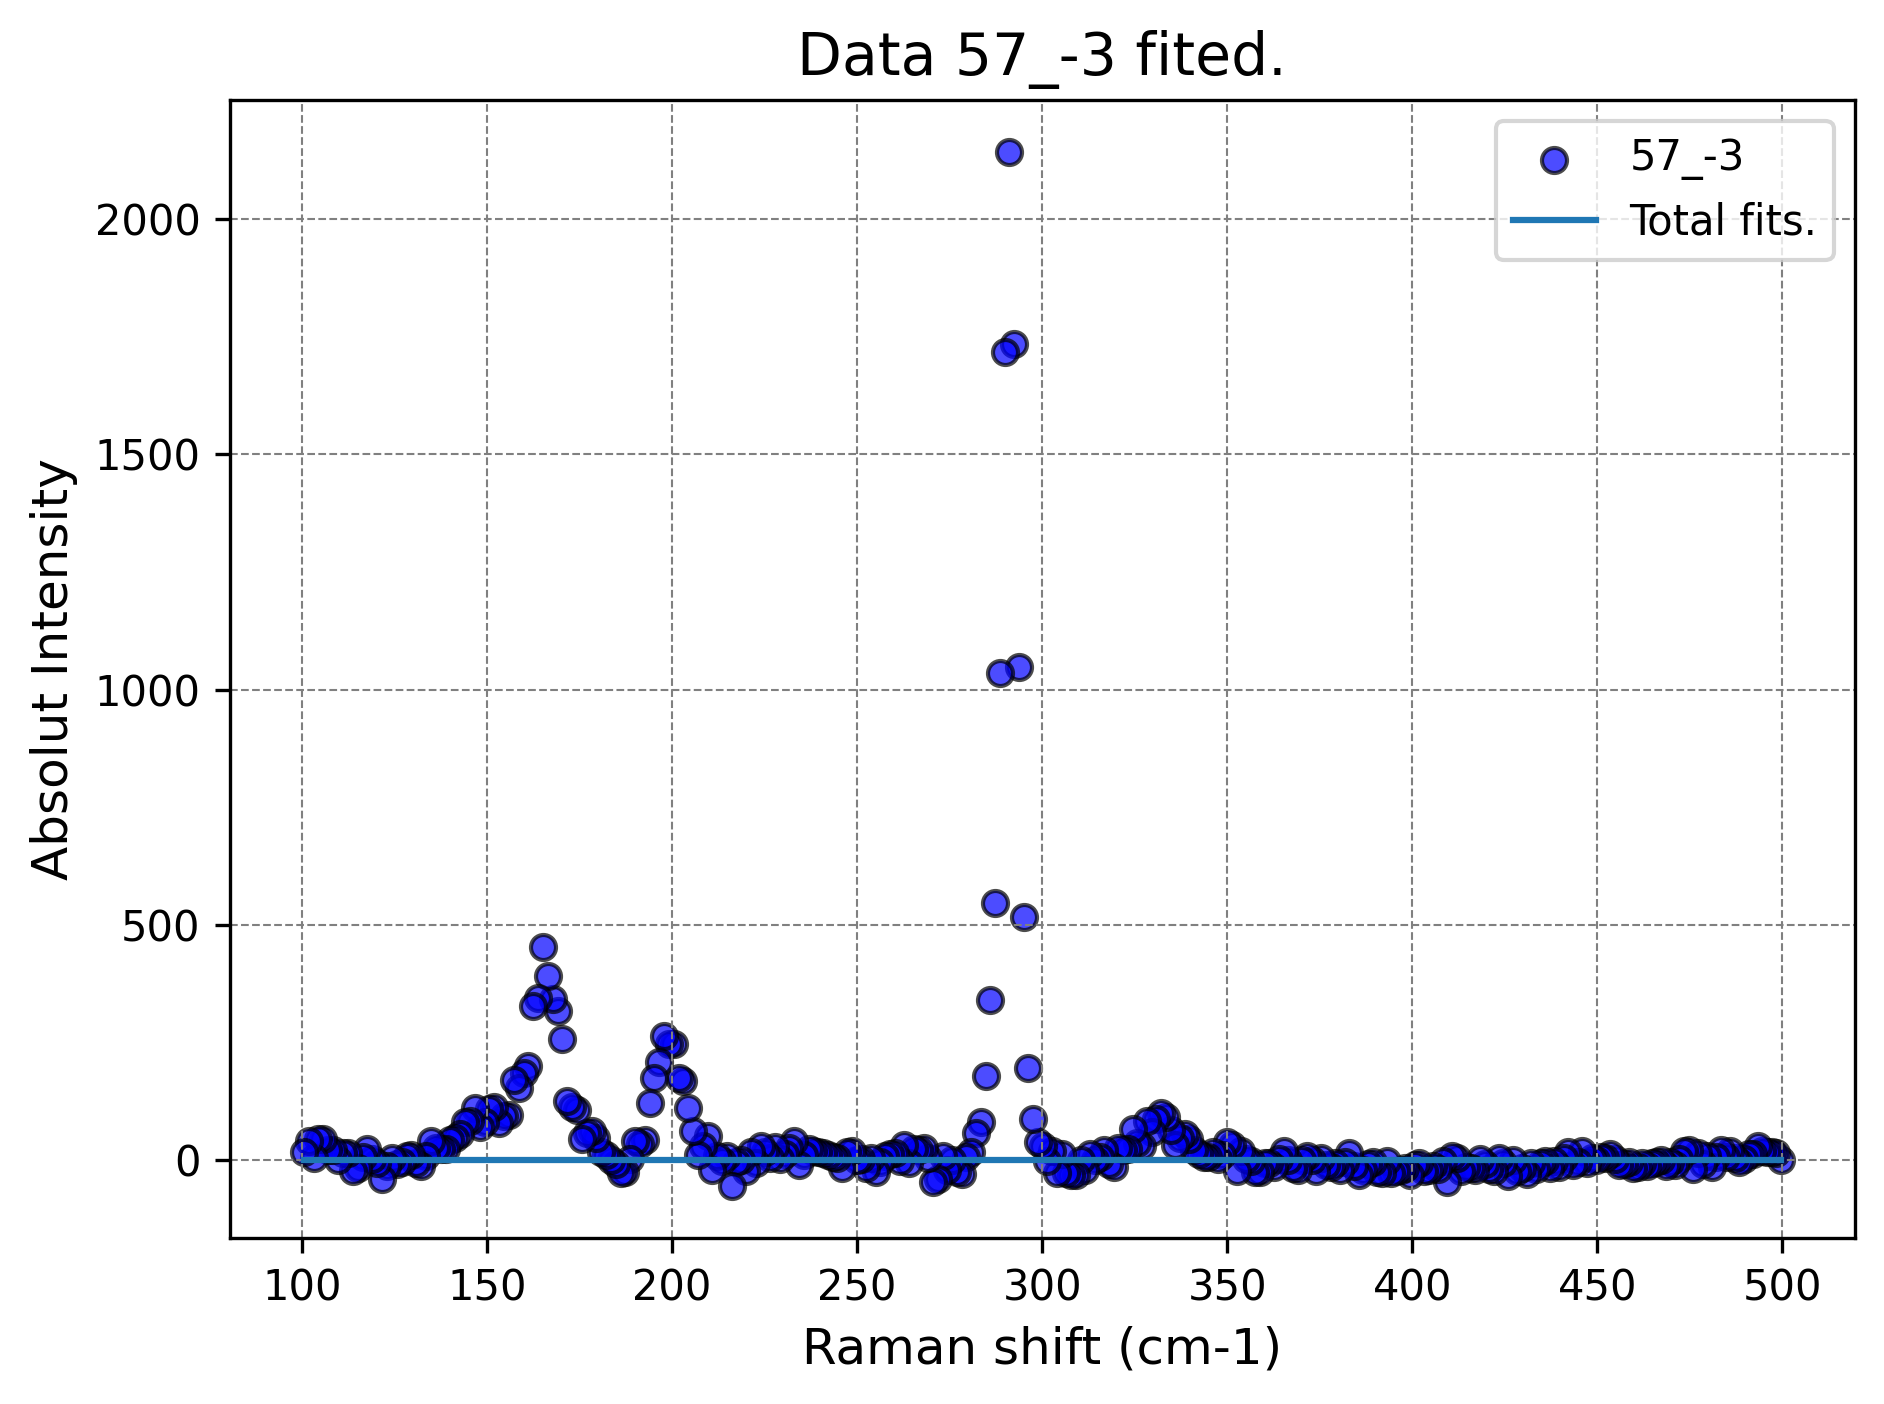 Data 57_-3 fited.
57_-3
Total fits.
Absolut Intensity
2000
1500
1000
500
0
100 150 200 250 300 350 400 450 500
Raman shift (cm-1)